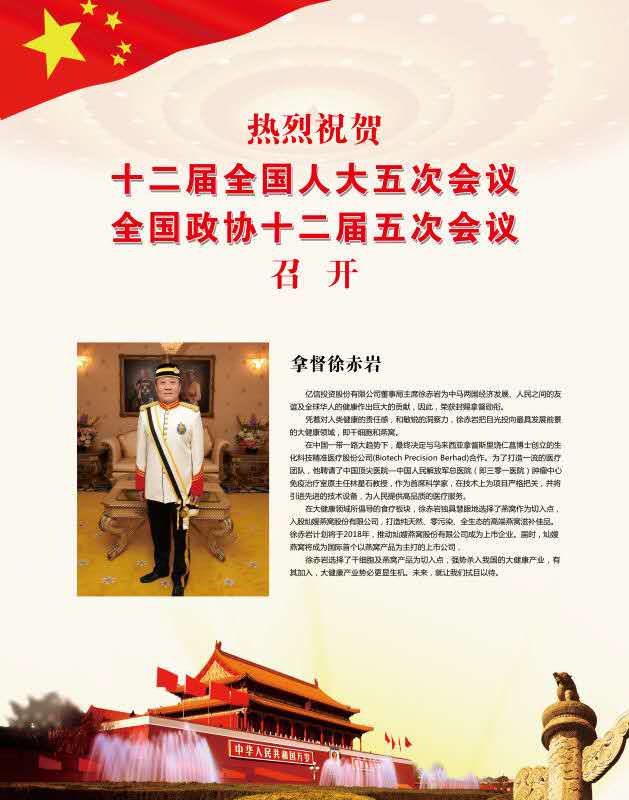 热烈祝贺
十二届全国人大五次会议
全国政协十二届五次会议
召 开
拿督徐赤岩
亿信投资股份有限公司董事局主席徐赤岩为中马两国经济发展、人民之间的友
谊及全球华人的健康作出巨大的贡献，因此，荣获封赐拿督勋衔。
凭着对人类健康的责任感，和敏锐的洞察力，徐赤岩把目光投向最具发展前景
的大健康领域，即干细胞和燕窝。
在中国一带一路大趋势下，最终决定与马来西亚拿督斯里饶仁菖博士创立的生
化科技精准医疗股份公司(Biotech Precision Berhad)合作。为了打造一流的医疗
团队，他聘请了中国顶尖医院—中国人民解放军总医院（即三零一医院）肿瘤中心
免疫治疗室原主任林星石教授，作为首席科学家，在技术上为项目严格把关，并将
引进先进的技术设备，为人民提供高品质的医疗服务。
在大健康领域所倡导的食疗板块，徐赤岩独具慧眼地选择了燕窝作为切入点，
入股灿嫂燕窝股份有限公司，打造纯天然、零污染、全生态的高端燕窝滋补佳品。
徐赤岩计划将于2018年，推动灿嫂燕窝股份有限公司成为上市企业。届时，灿嫂
燕窝将成为国际首个以燕窝产品为主打的上市公司，
徐赤岩选择了干细胞及燕窝产品为切入点，强势杀入我国的大健康产业，有
其加入，大健康产业势必更显生机。未来，就让我们拭目以待。
中华人民共和国万岁